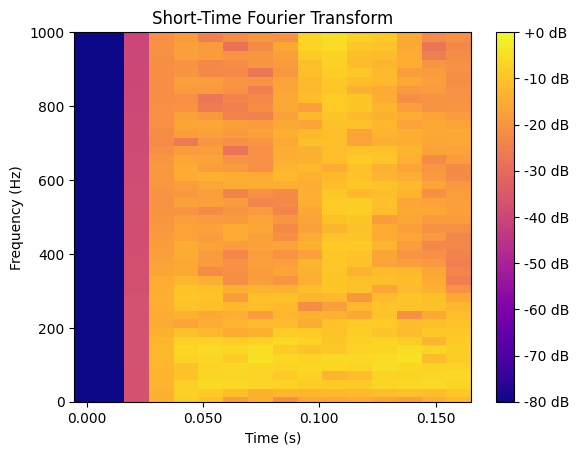 Short-Time Fourier Transform
1000
800
600
400
200
0
Frequency (Hz)
0.000
0.050
0.100
0.150
Time (s)
+0 dB
-10 dB
-20 dB
-30 dB
-40 dB
-50 dB
-60 dB
-70 dB
-80 dB